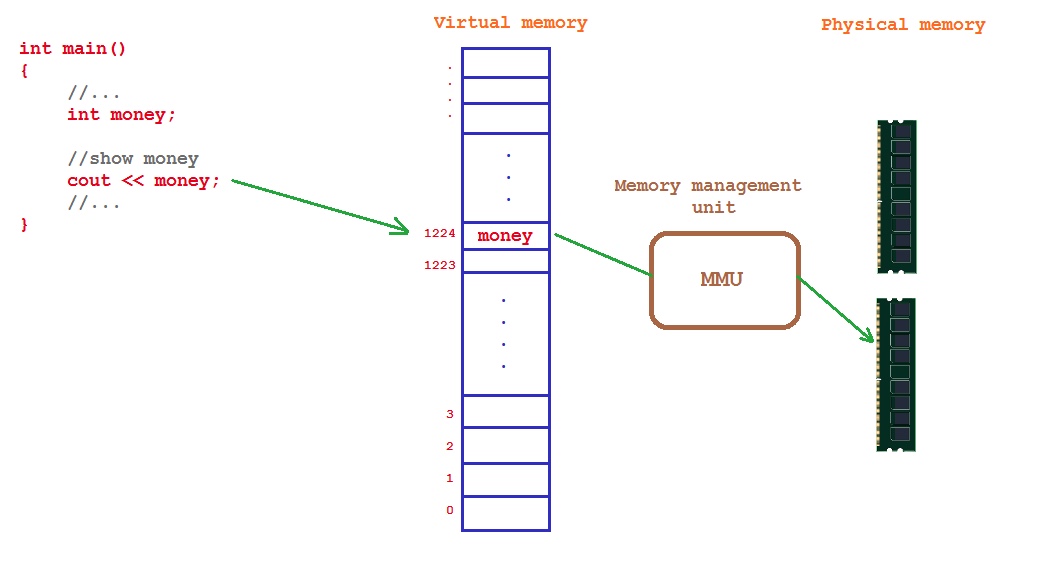 Virtual memory
Physical memory
int main()
{
//...
int money;
//show money
cout << money;
//...
}
1224
money
1223
3
2
1
0
Memory management
unit
MMU